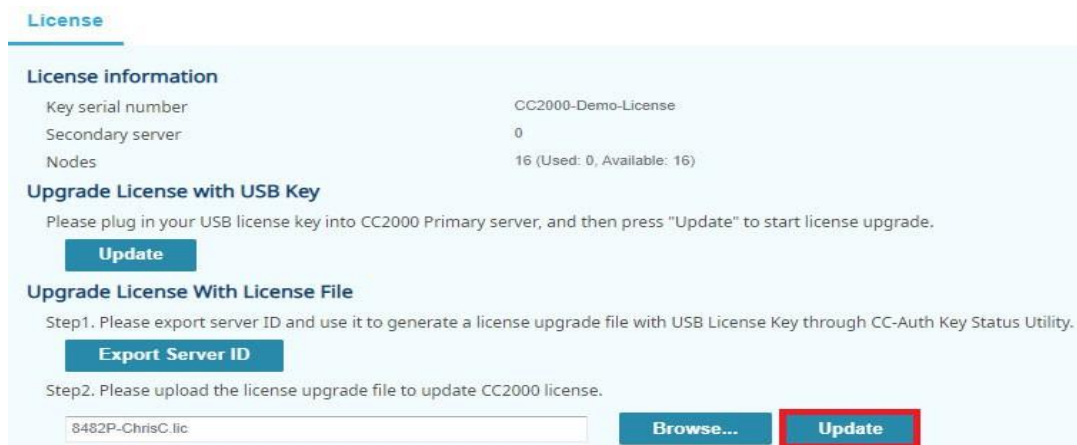 License
License information
Key serial number CC2000-Demo-License
Secondary server 0
Nodes 16 (Used: 0, Available: 16)
Upgrade License with USB Key
Please plug in your USB license key into CC2000 Primary server, and then press "Update" to start license upgrade.
Update
Upgrade License With License File
Step1. Please export server ID and use it to generate a license upgrade file with USB License Key through CC-Auth Key Status Utility.
Export Server ID
Step2. Please upload the license upgrade file to update CC2000 license.
8482P-ChrisC.lic Browse... Update